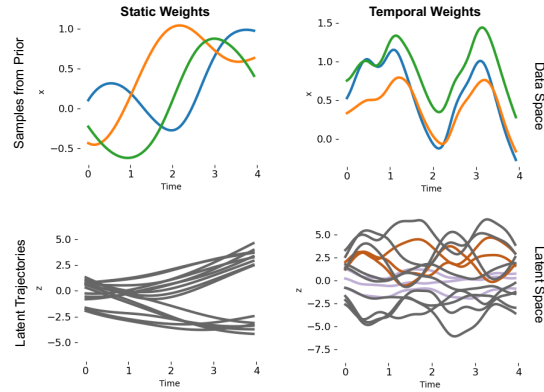 Static Weights
Temporal Weights
Samples from Prior
x
1.0
0.5
0.0
−0.5
0
1
2
3
4
Time
x
1.5
1.0
0.5
0.0
0
1
2
3
4
Time
Data Space
Latent Trajectories
z
5.0
2.5
0.0
−2.5
−5.0
0
1
2
3
4
Time
z
5.0
2.5
0.0
−2.5
−5.0
−7.5
0
1
2
3
4
Time
Latent Space